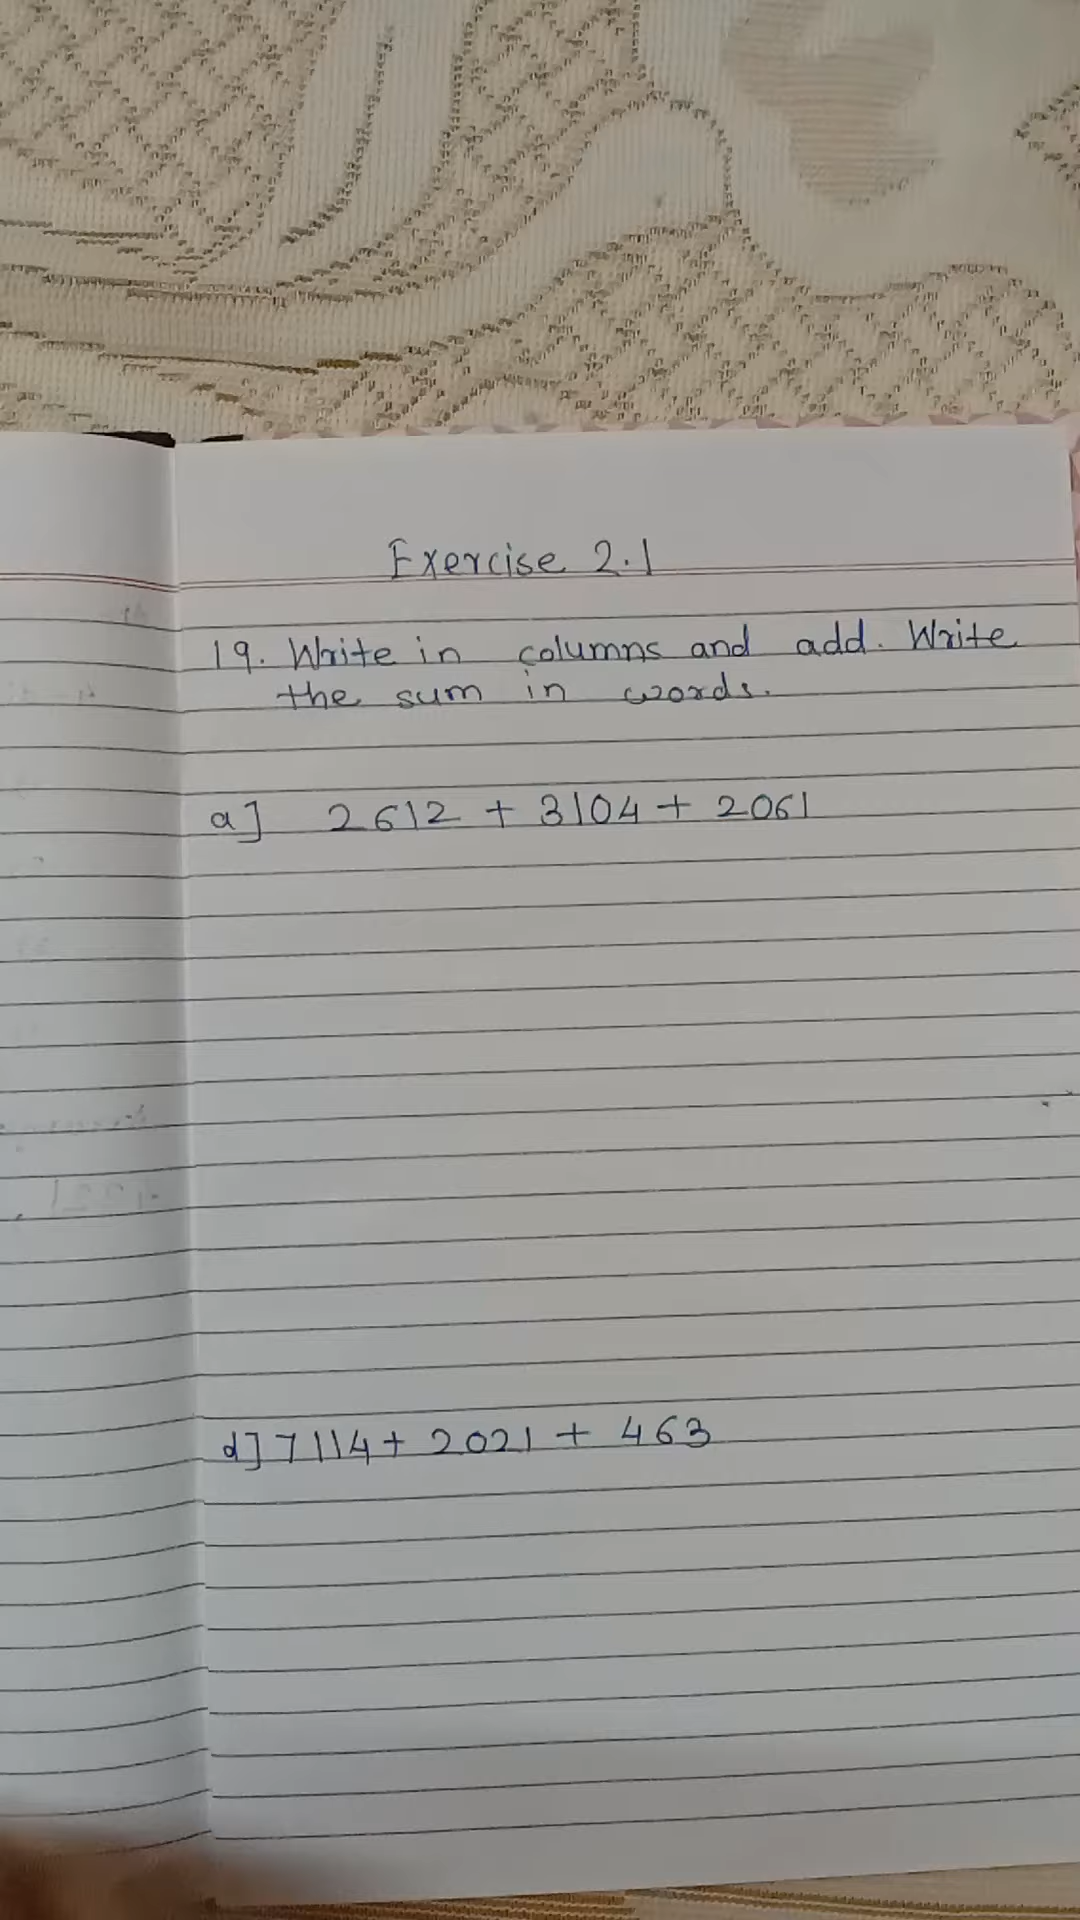 Exercise 2.1
19. Write in columns and add. Write
the sum in words.
a] 2612 + 3104 + 2061
d] 7114 + 2021 + 463